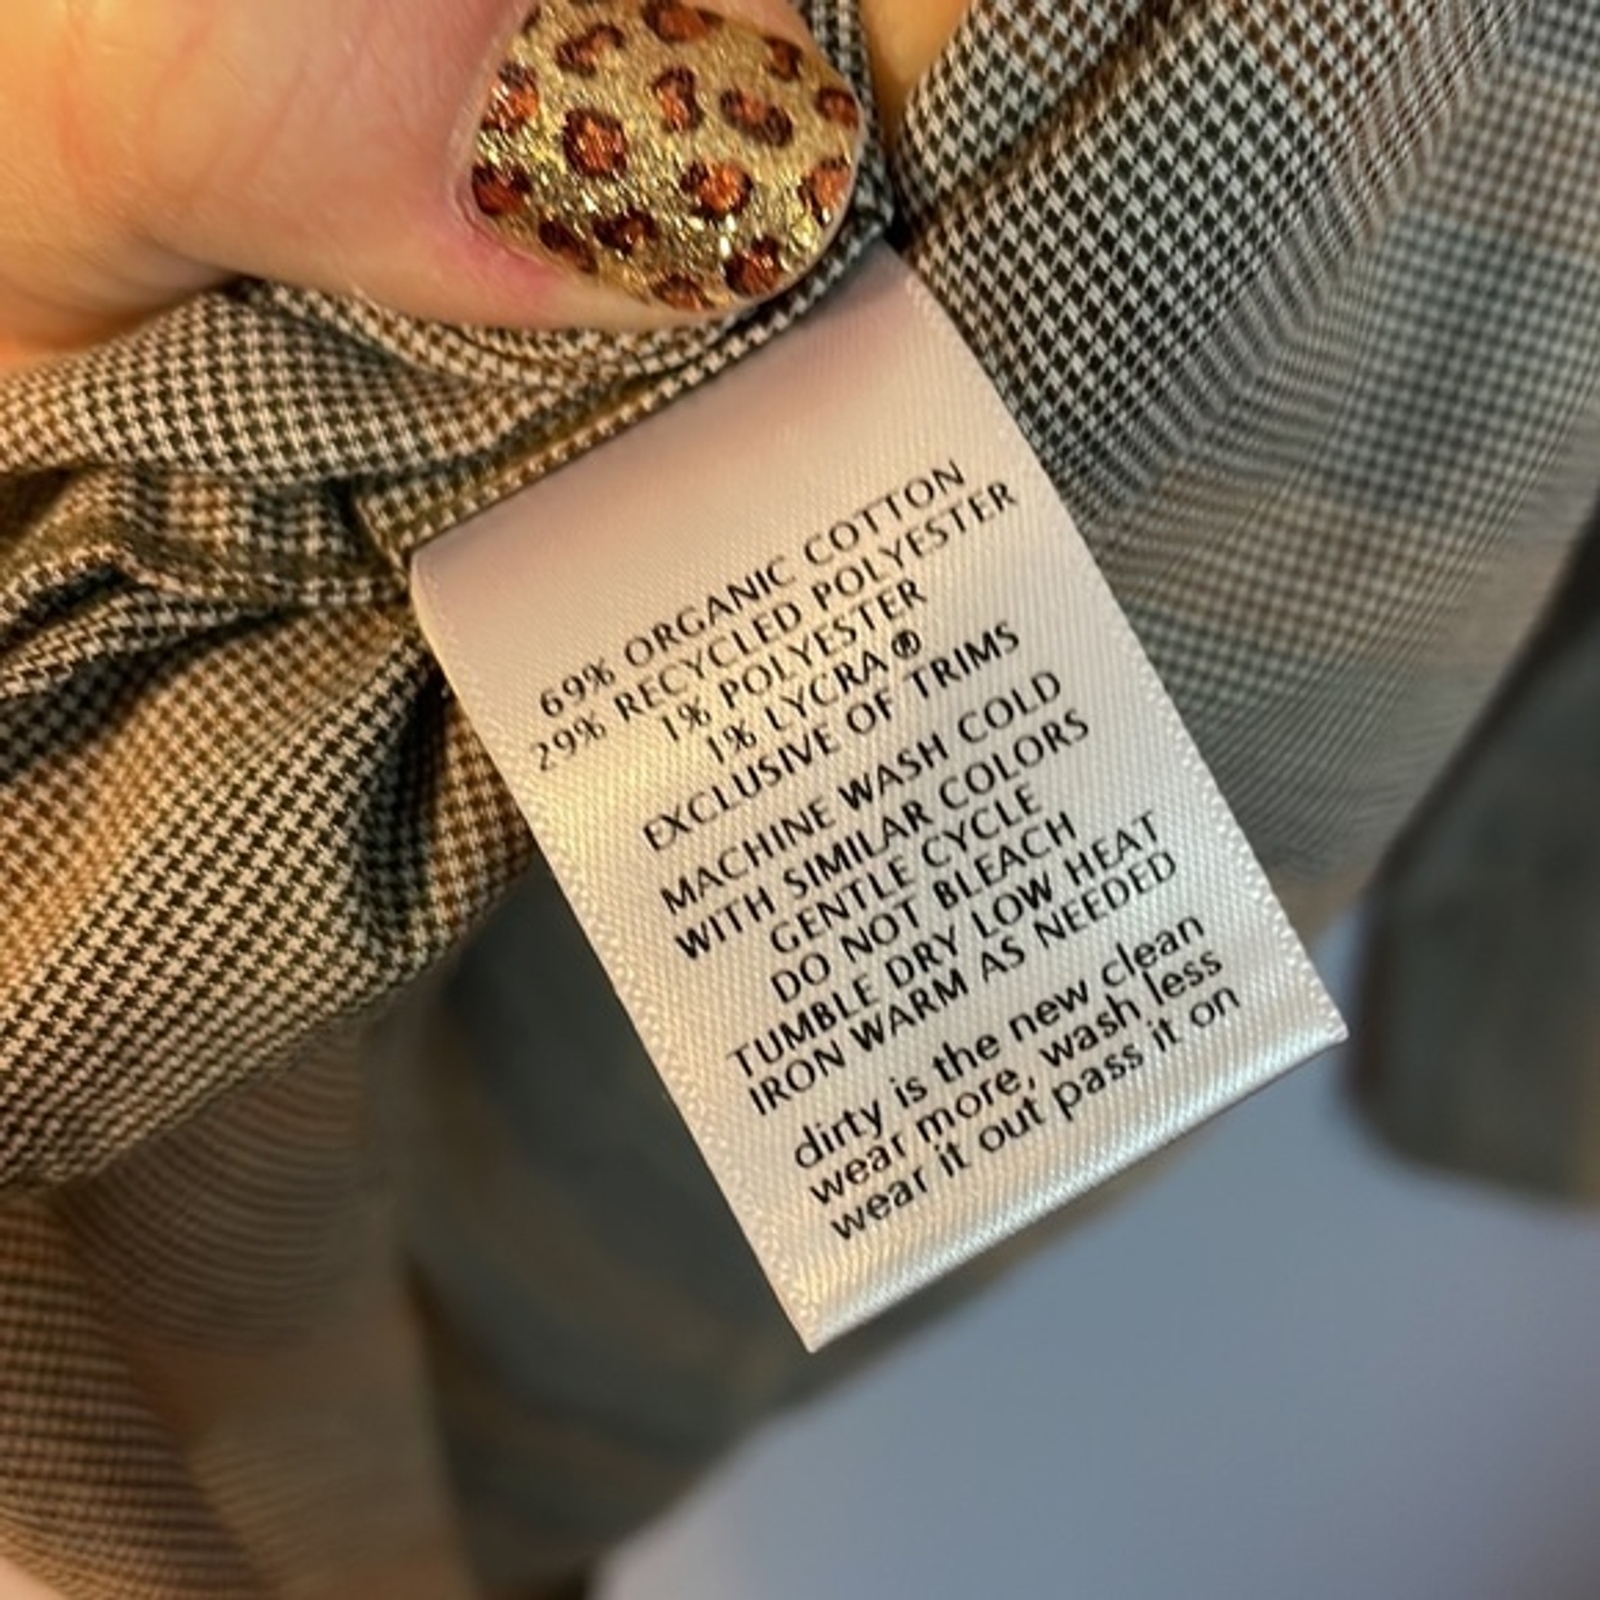 69% ORGANIC COTTON
29% RECYCLED POLYESTER
1% POLYESTER
1% LYCRA®
EXCLUSIVE OF TRIMS
MACHINE WASH COLD
WITH SIMILAR COLORS
GENTLE CYCLE
DO NOT BLEACH
TUMBLE DRY LOW HEAT
IRON WARM AS NEEDED
dirty is the new clean
wear more, wash less
wear it out pass it on